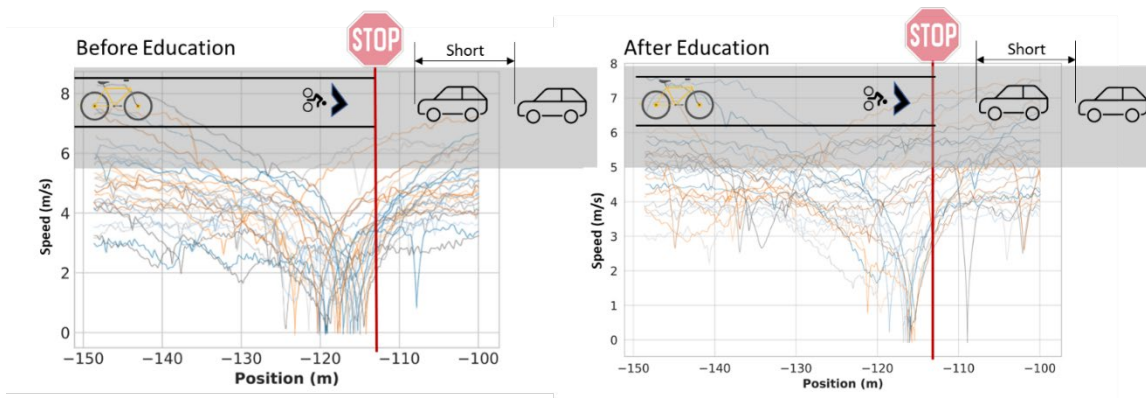 Before Education
STOP
Short
8
6
4
2
0
Speed (m/s)
−150 −140 −130 −120 −110 −100
Position (m)
After Education
STOP
Short
8
7
6
5
4
3
2
1
0
Speed (m/s)
−150 −140 −130 −120 −110 −100
Position (m)